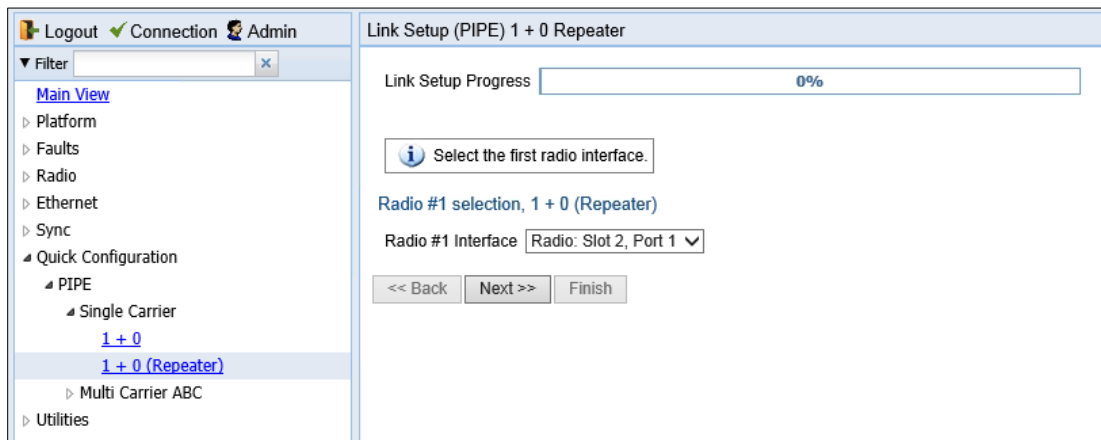 Logout Connection Admin
Filter
Main View
Platform
Faults
Radio
Ethernet
Sync
Quick Configuration
PIPE
Single Carrier
1 + 0
1 + 0 (Repeater)
Multi Carrier ABC
Utilities
Link Setup (PIPE) 1 + 0 Repeater
Link Setup Progress 0%
Select the first radio interface.
Radio #1 selection, 1 + 0 (Repeater)
Radio #1 Interface Radio: Slot 2, Port 1
<< Back Next >> Finish